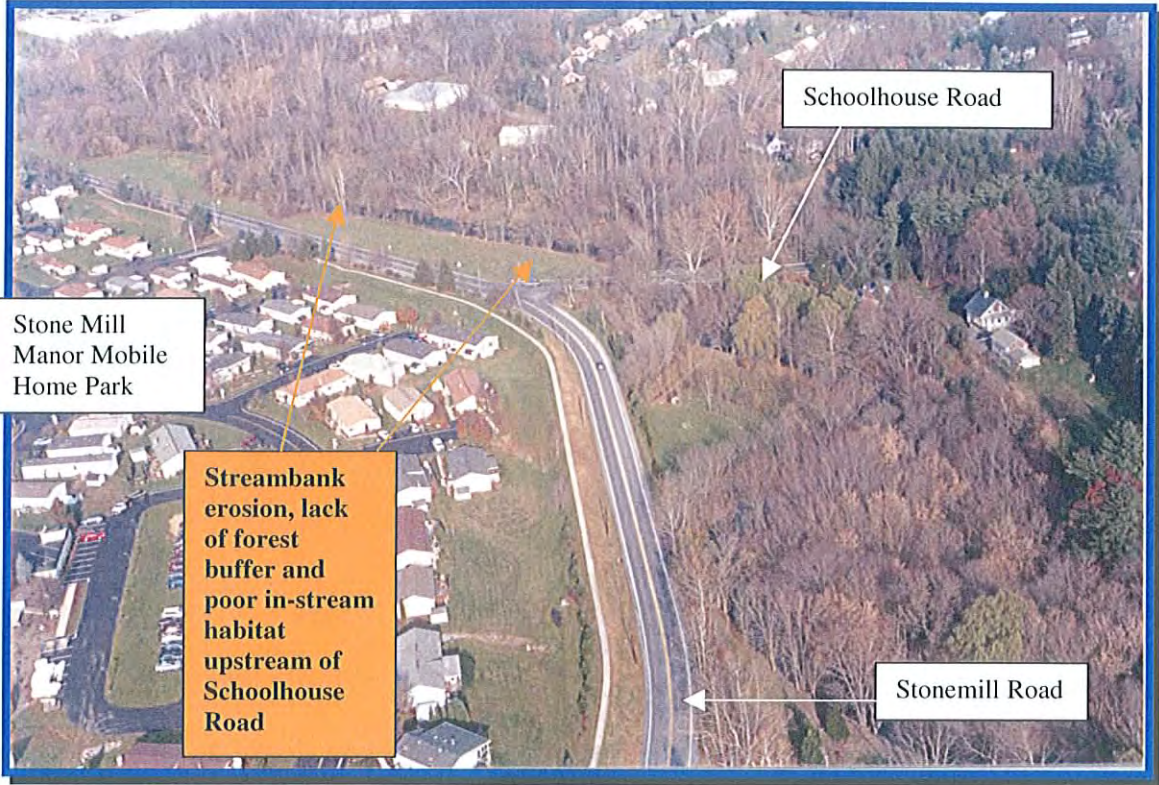 Schoolhouse Road
Stone Mill
Manor Mobile
Home Park
Streambank
erosion, lack
of forest
buffer and
poor in-stream
habitat
upstream of
Schoolhouse
Road
Stonemill Road